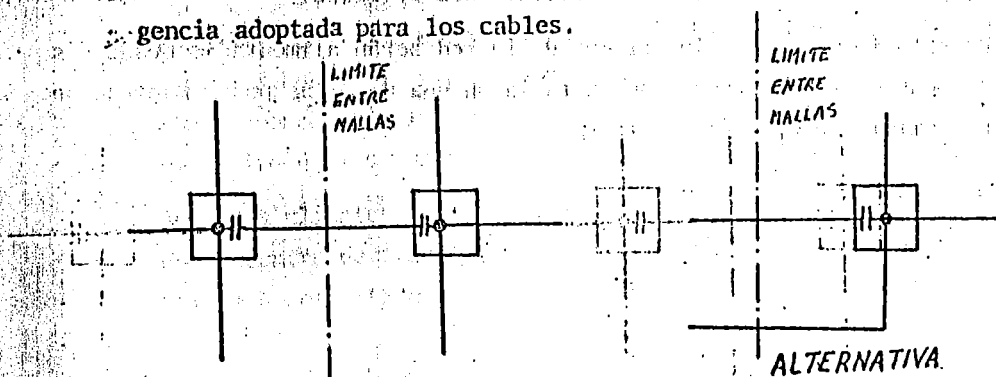 gencia adoptada para los cables.
LIMITE
ENTRE
MALLAS
LIMITE
ENTRE
MALLAS
ALTERNATIVA.